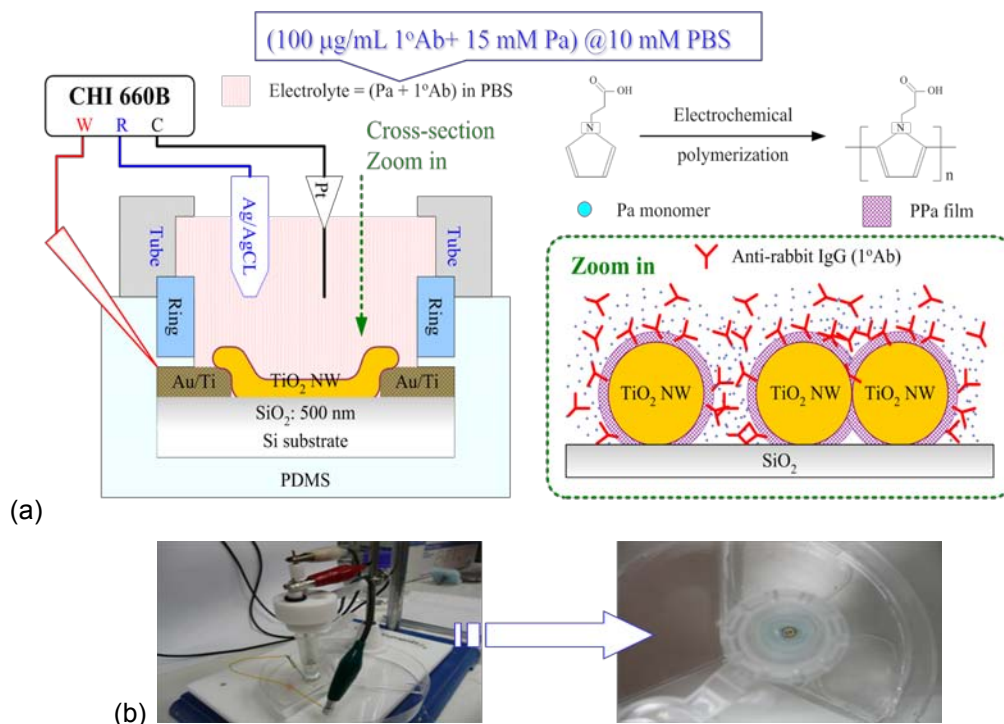 (100 μg/mL 1°Ab+ 15 mM Pa) @10 mM PBS
CHI 660B
W R C
Electrolyte = (Pa + 1°Ab) in PBS
Cross-section
Zoom in
Pt
Ag/AgCL
Tube
Tube
Ring
Ring
Au/Ti
TiO2 NW
Au/Ti
SiO2: 500 nm
Si substrate
PDMS
O
OH
N
Electrochemical
polymerization
O
OH
N
n
Pa monomer
PPa film
Zoom in
Anti-rabbit IgG (1°Ab)
TiO2 NW
TiO2 NW
TiO2 NW
SiO2
(a)
(b)